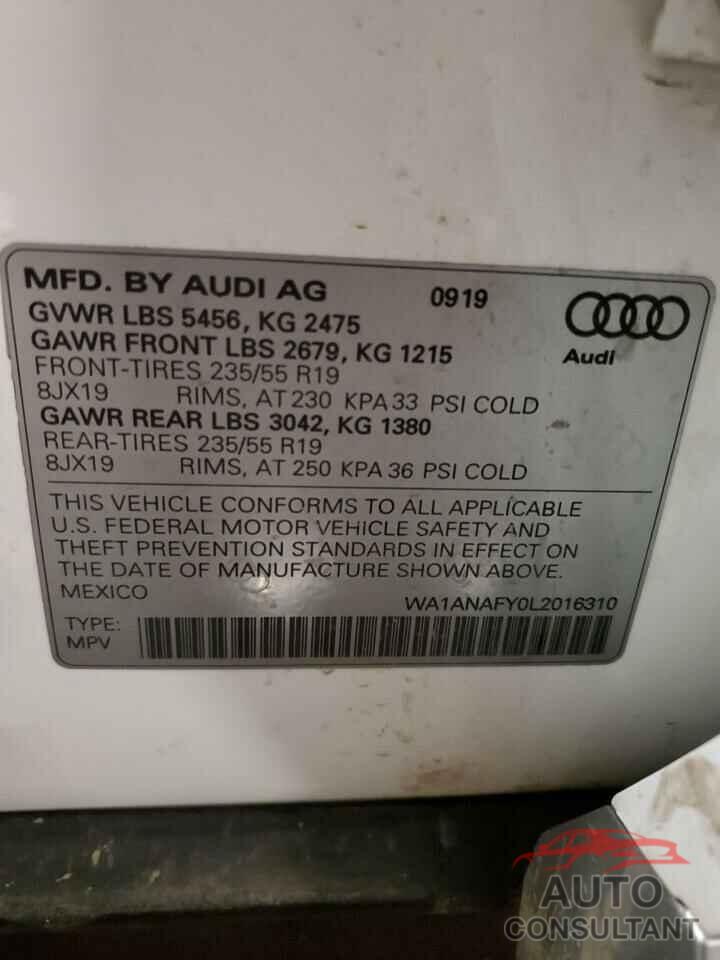 MFD. BY AUDI AG 0919
GVWR LBS 5456, KG 2475
GAWR FRONT LBS 2679, KG 1215
Audi
FRONT-TIRES 235/55 R19
8JX19 RIMS, AT 230 KPA 33 PSI COLD
GAWR REAR LBS 3042, KG 1380
REAR-TIRES 235/55 R19
8JX19 RIMS, AT 250 KPA 36 PSI COLD
THIS VEHICLE CONFORMS TO ALL APPLICABLE
U.S. FEDERAL MOTOR VEHICLE SAFETY AND
THEFT PREVENTION STANDARDS IN EFFECT ON
THE DATE OF MANUFACTURE SHOWN ABOVE.
MEXICO WA1ANAFY0L2016310
TYPE:
MPV
AUTO
CONSULTANT